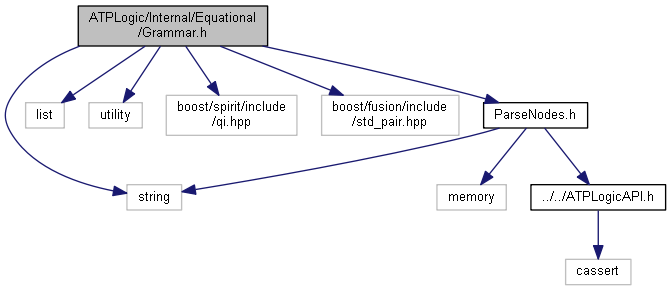 ATPLogic/Internal/Equational
/Grammar.h
list
utility
boost/spirit/include
/qi.hpp
boost/fusion/include
/std_pair.hpp
ParseNodes.h
string
memory
../../ATPLogicAPI.h
cassert